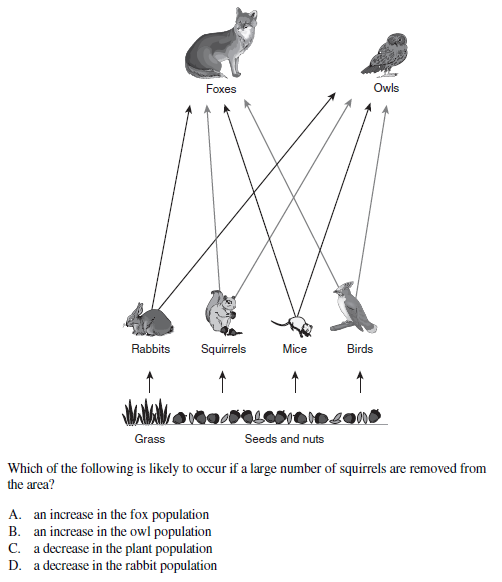 Foxes
Owls
Rabbits
Squirrels
Mice
Birds
Grass
Seeds and nuts
Which of the following is likely to occur if a large number of squirrels are removed from
the area?
A. an increase in the fox population
B. an increase in the owl population
C. a decrease in the plant population
D. a decrease in the rabbit population